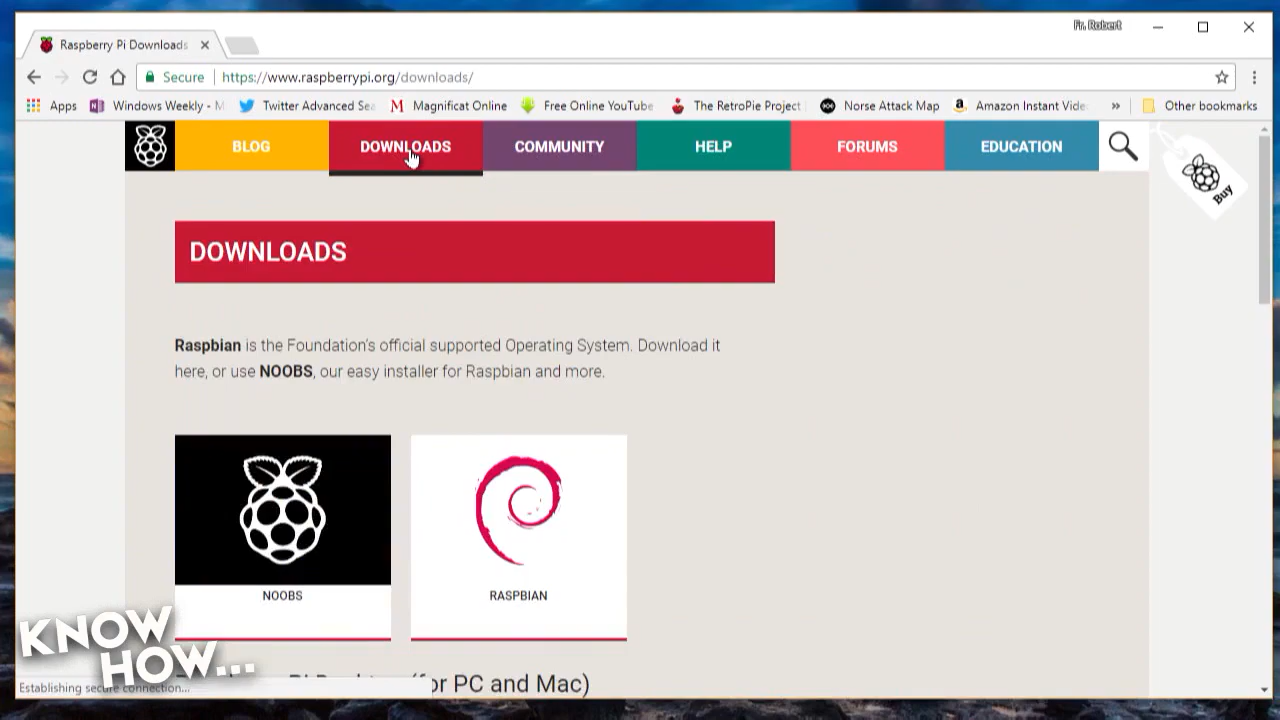 Fr. Robert
Raspberry Pi Downloads
Secure https://www.raspberrypi.org/downloads/
Apps Windows Weekly - M Twitter Advanced Sea Magnificat Online Free Online YouTube The RetroPie Project Norse Attack Map Amazon Instant Vide » Other bookmarks
BLOG DOWNLOADS COMMUNITY HELP FORUMS EDUCATION
Buy
DOWNLOADS
Raspbian is the Foundation's official supported Operating System. Download it
here, or use NOOBS, our easy installer for Raspbian and more.
NOOBS RASPBIAN
KNOW
HOW...
(for PC and Mac)
Establishing secure connection...